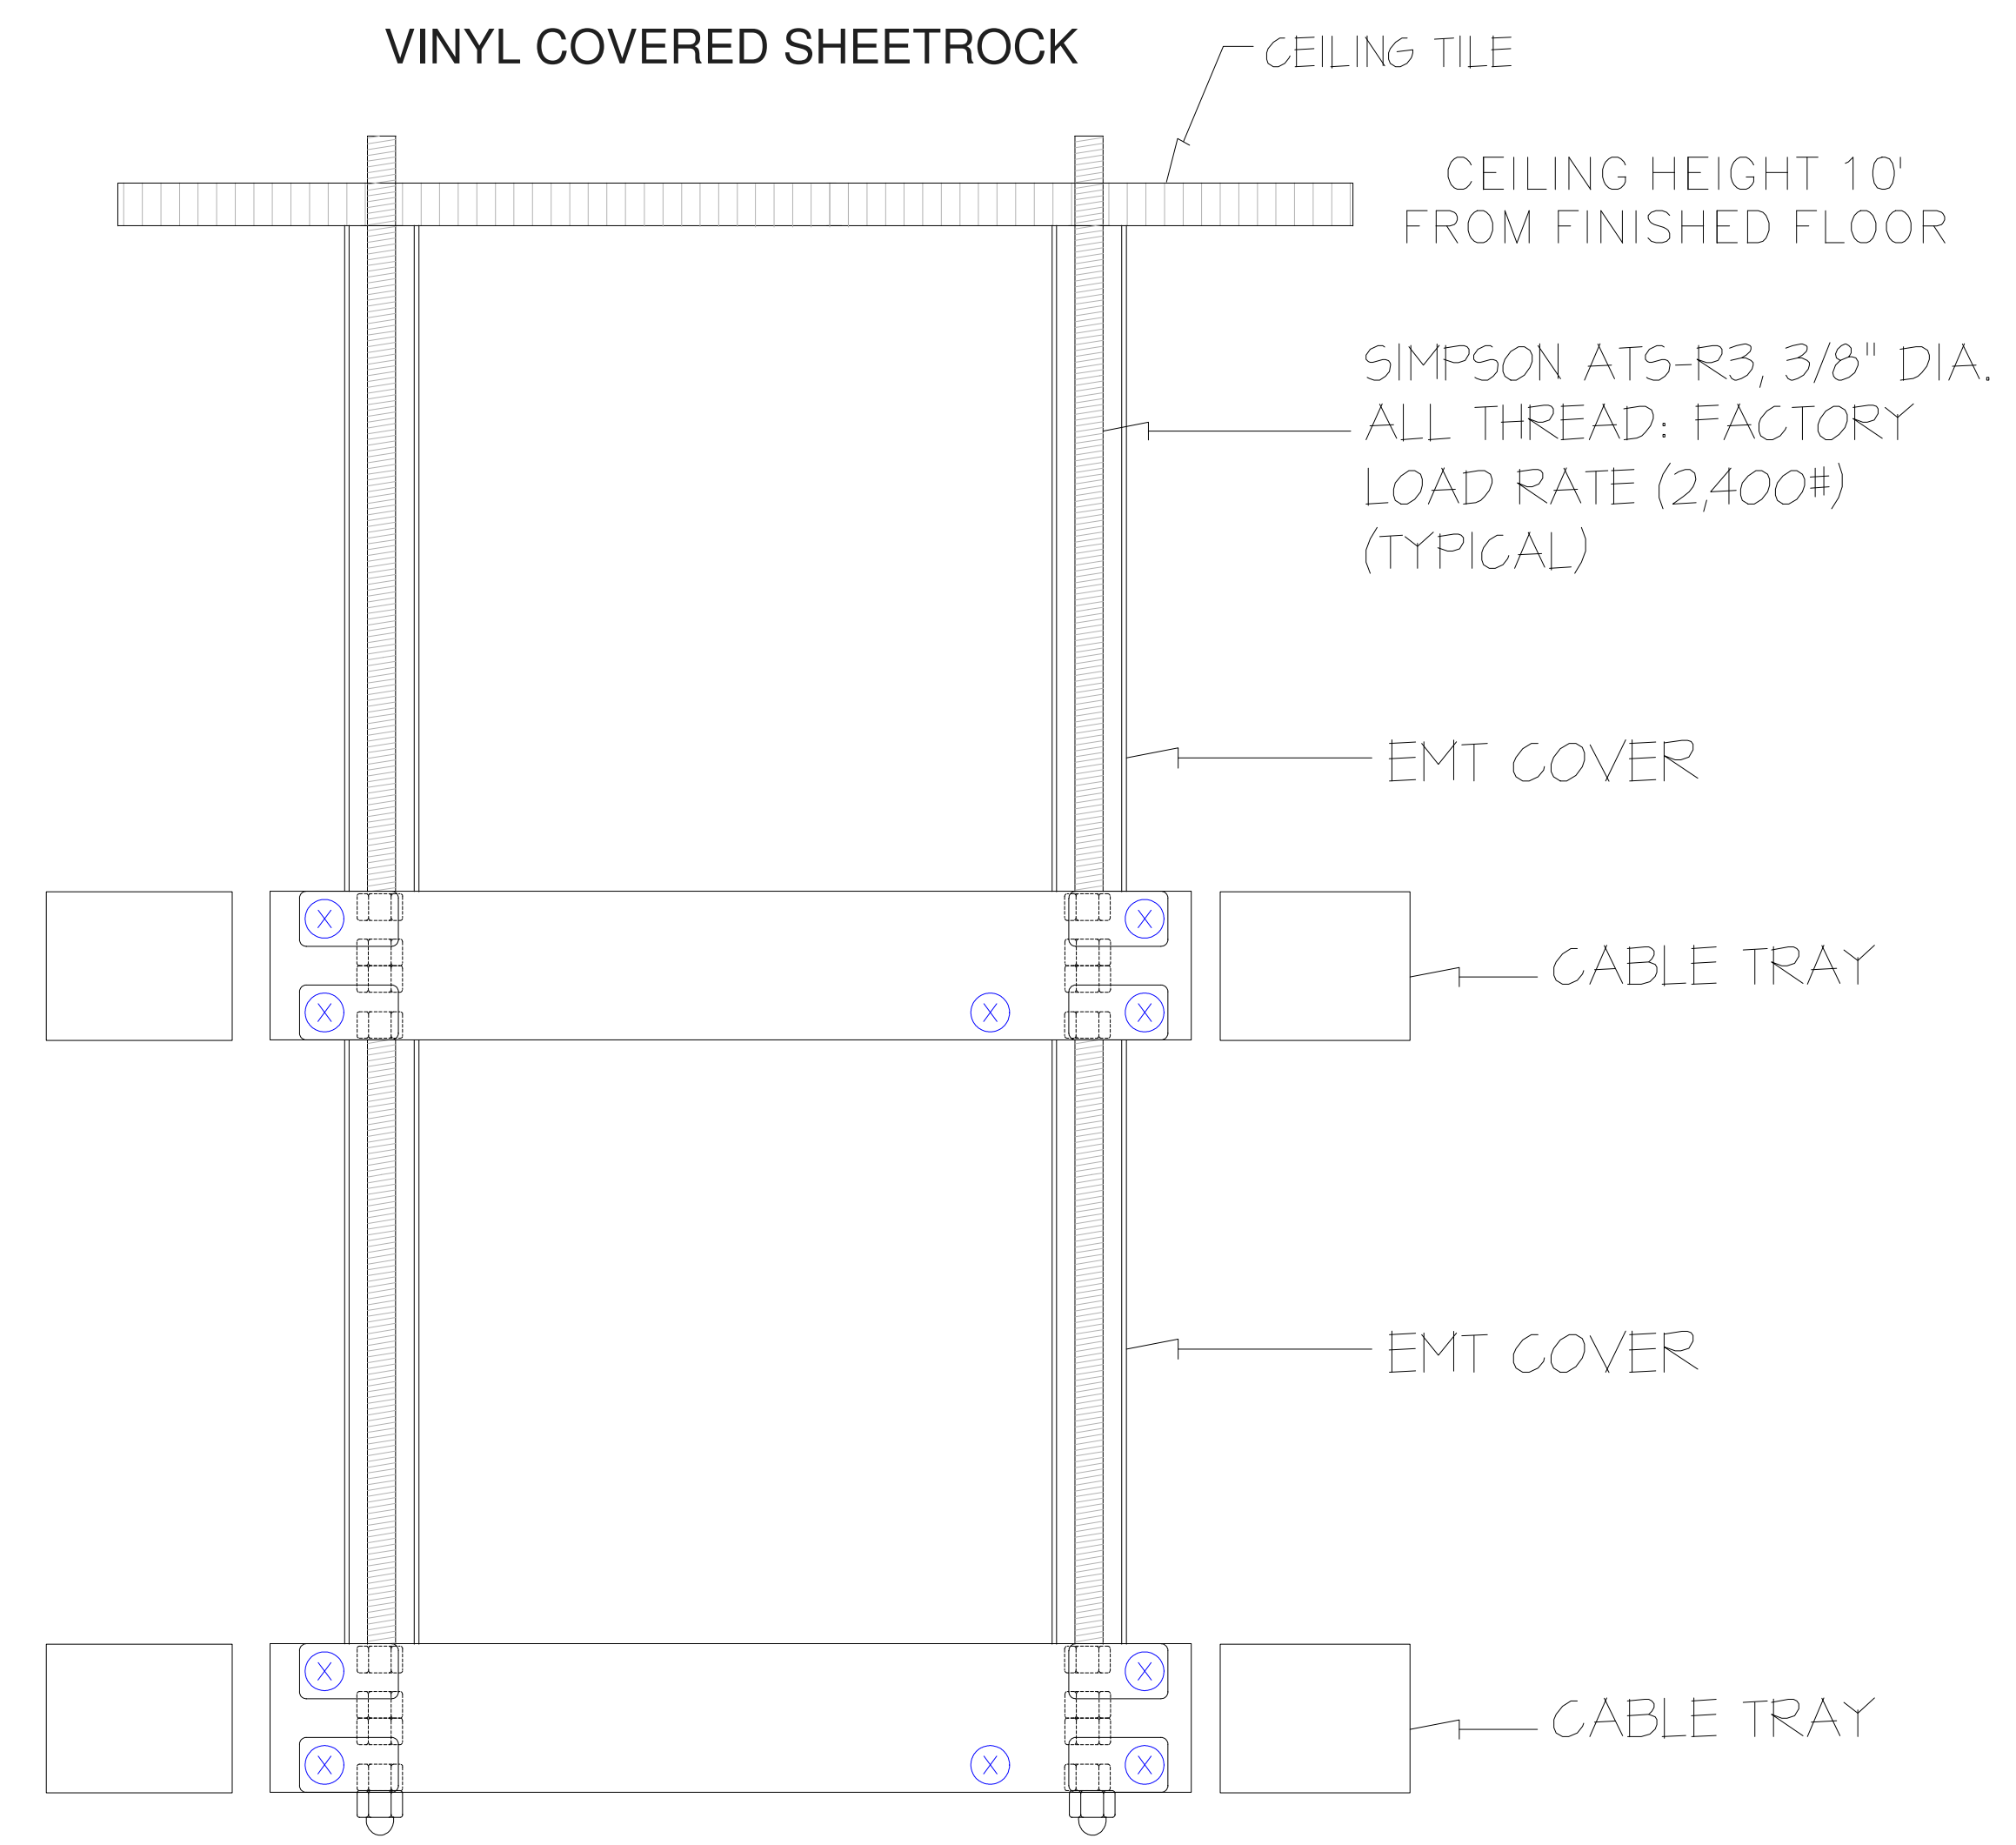 VINYL COVERED SHEETROCK
CEILING TILE
CEILING HEIGHT 10'
FROM FINISHED FLOOR
SIMPSON ATS-R3, 3/8" DIA.
ALL THREAD: FACTORY
LOAD RATE (2,400#)
(TYPICAL)
EMT COVER
X X
CABLE TRAY
X X X
EMT COVER
X X
CABLE TRAY
X X X